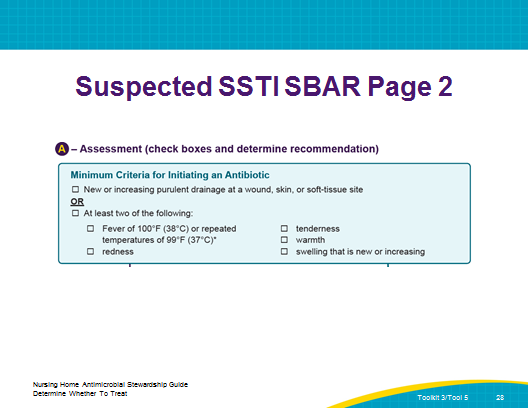 Suspected SSTI SBAR Page 2
A – Assessment (check boxes and determine recommendation)
Minimum Criteria for Initiating an Antibiotic
☐ New or increasing purulent drainage at a wound, skin, or soft-tissue site
OR
☐ At least two of the following:
☐ Fever of 100°F (38°C) or repeated
temperatures of 99°F (37°C)*
☐ redness
☐ tenderness
☐ warmth
☐ swelling that is new or increasing
Nursing Home Antimicrobial Stewardship Guide
Determine Whether To Treat
Toolkit 3/Tool 5 28